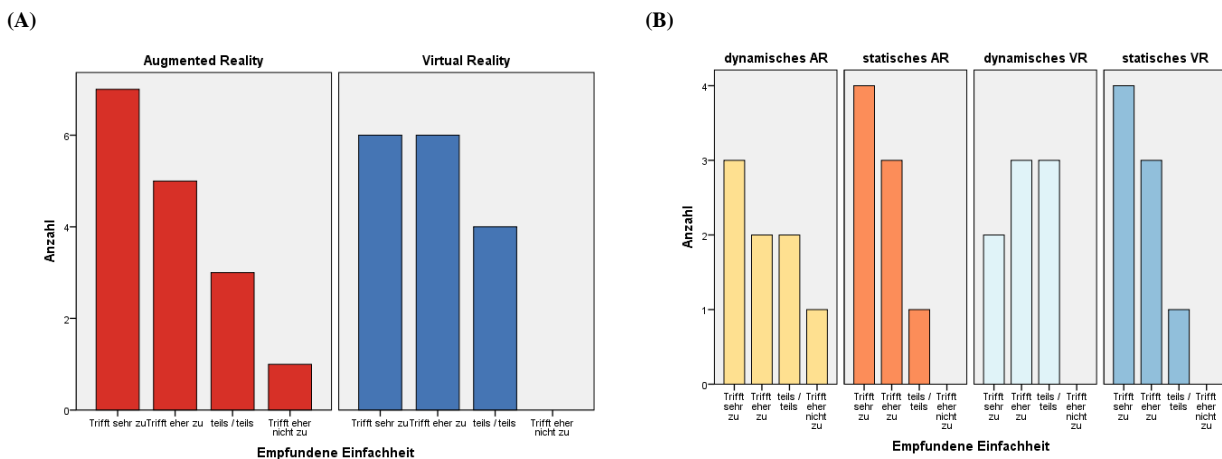 (A)
Augmented Reality
Virtual Reality
Anzahl
6
4
2
0
Trifft sehr zu
Trifft eher zu
teils / teils
Trifft eher
nicht zu
Trifft sehr zu
Trifft eher zu
teils / teils
Trifft eher
nicht zu
Empfundene Einfachheit
(B)
dynamisches AR
statisches AR
dynamisches VR
statisches VR
Anzahl
4
3
2
1
0
Trifft
sehr
zu
Trifft
eher
zu
teils /
teils
Trifft
eher
nicht
zu
Trifft
sehr
zu
Trifft
eher
zu
teils /
teils
Trifft
eher
nicht
zu
Trifft
sehr
zu
Trifft
eher
zu
teils /
teils
Trifft
eher
nicht
zu
Trifft
sehr
zu
Trifft
eher
zu
teils /
teils
Trifft
eher
nicht
zu
Empfundene Einfachheit